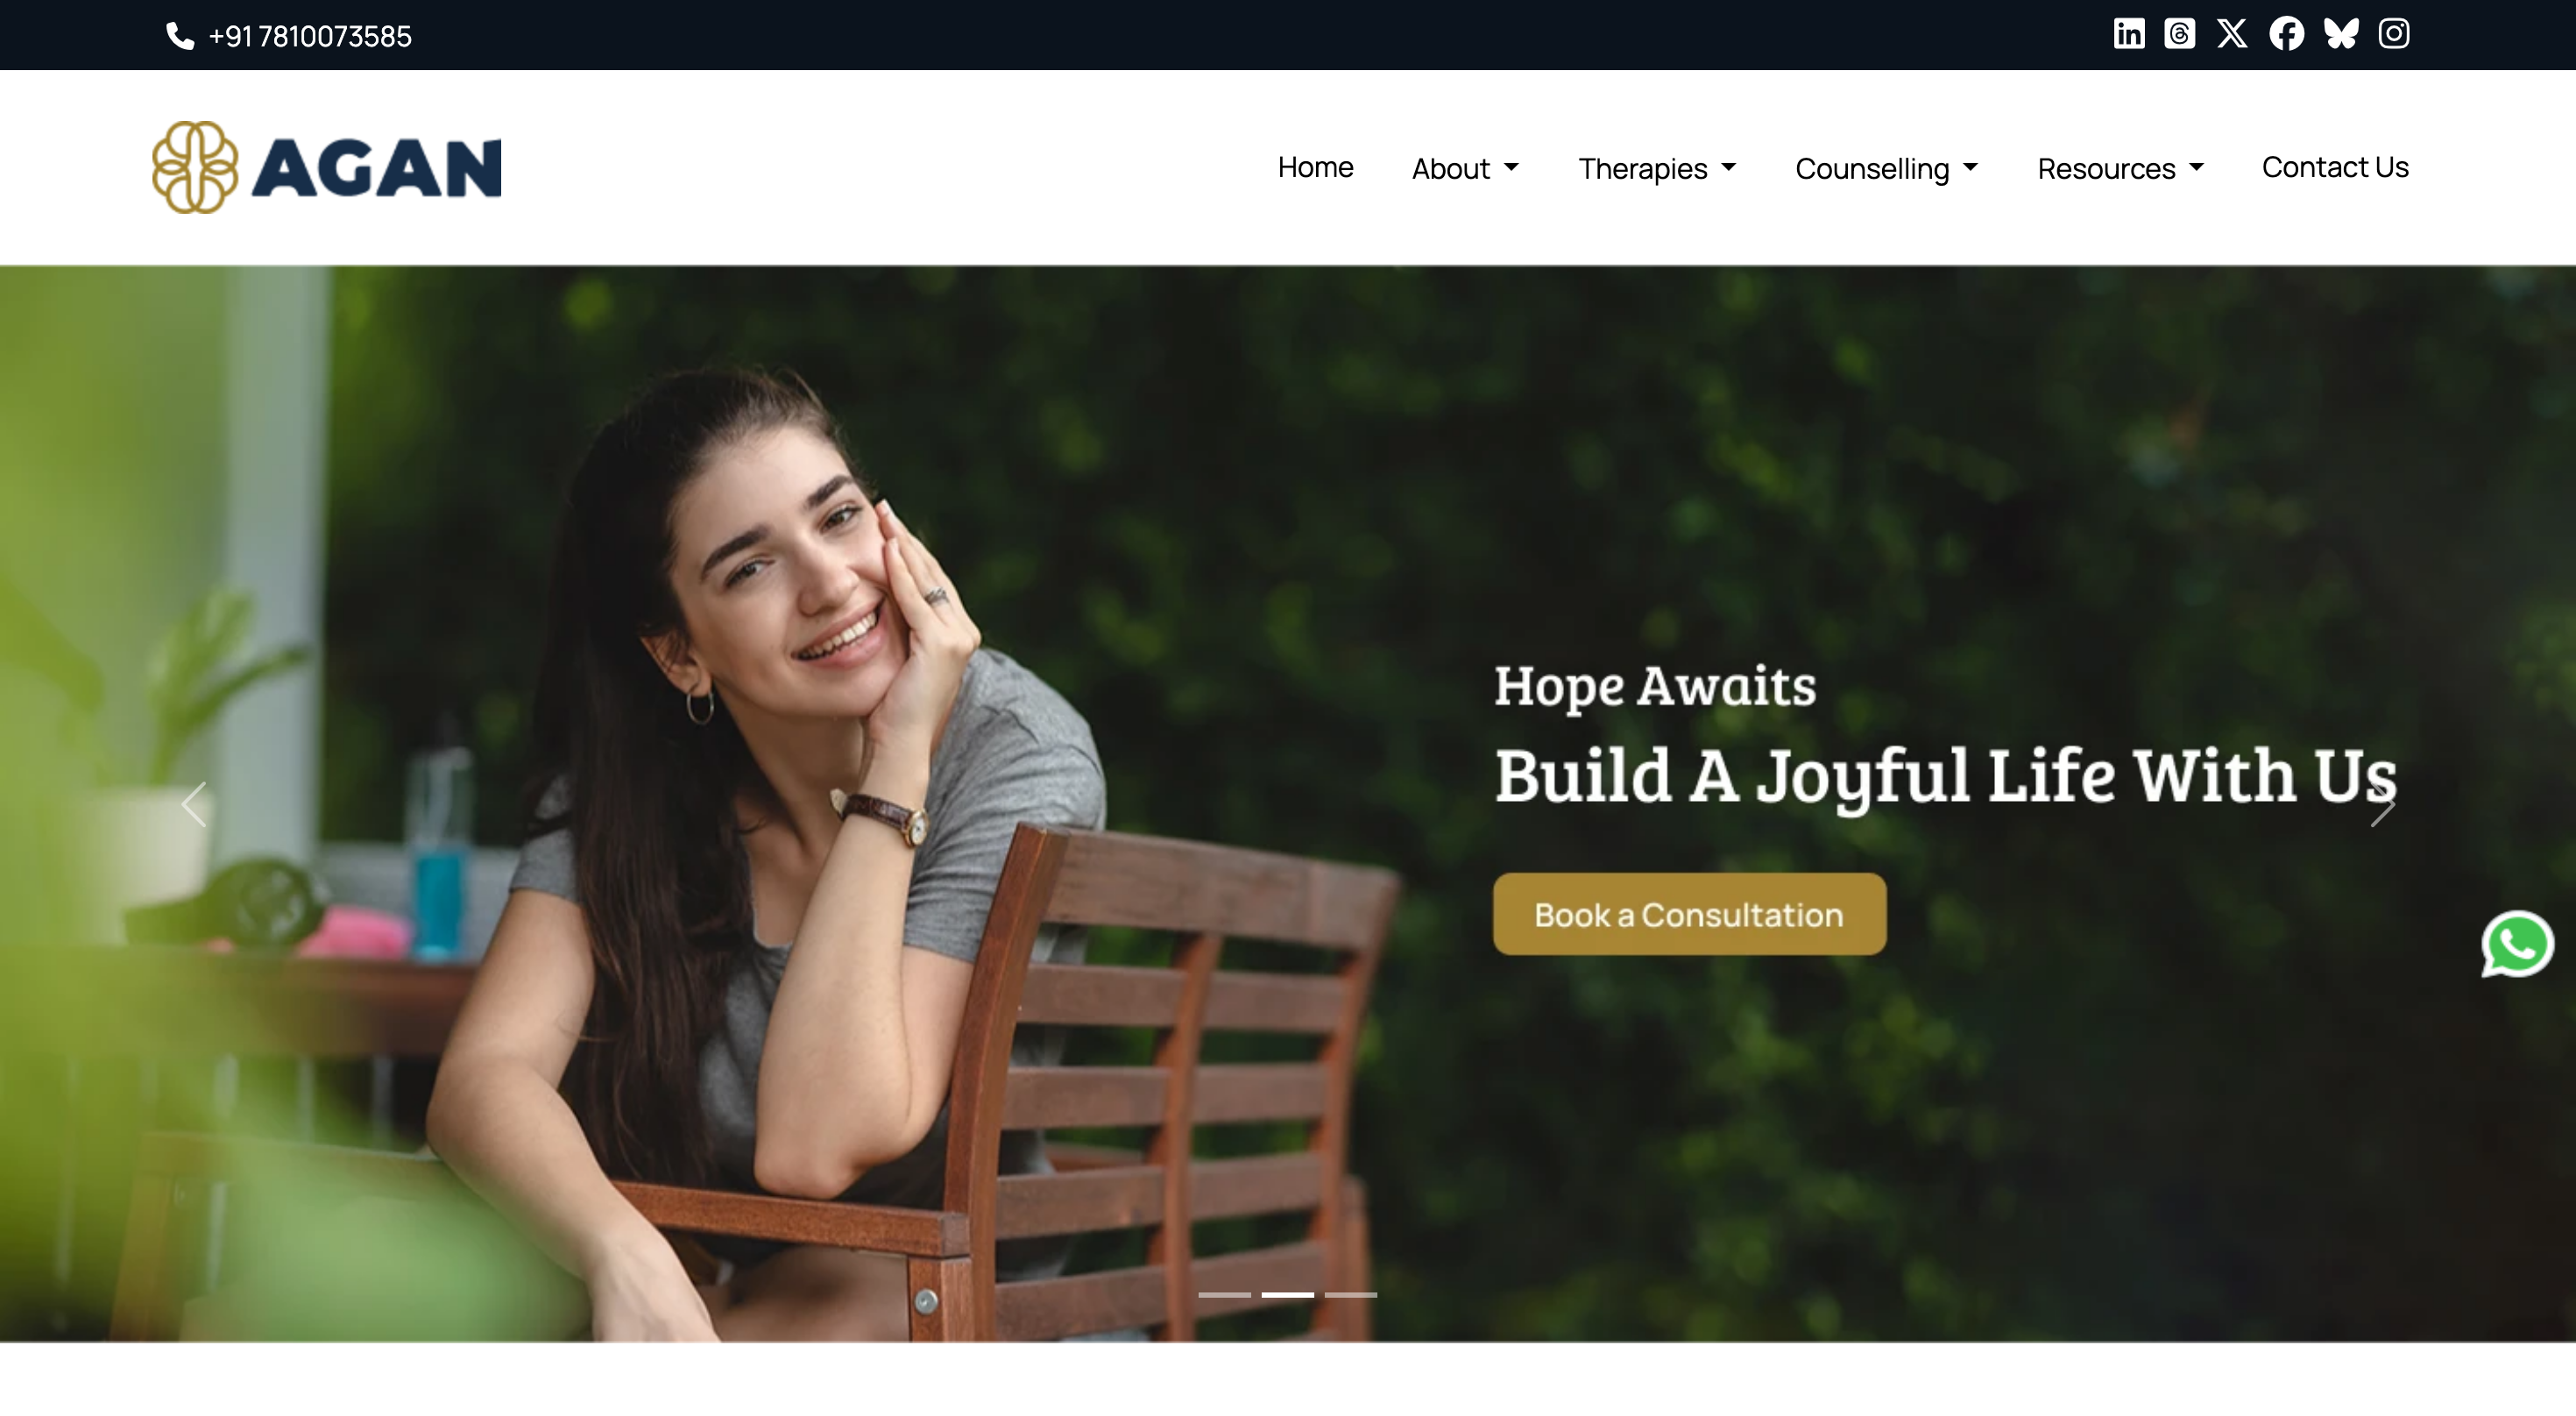 +91 7810073585
AGAN
Home About Therapies Counselling Resources Contact Us
Hope Awaits
Build A Joyful Life With Us
Book a Consultation